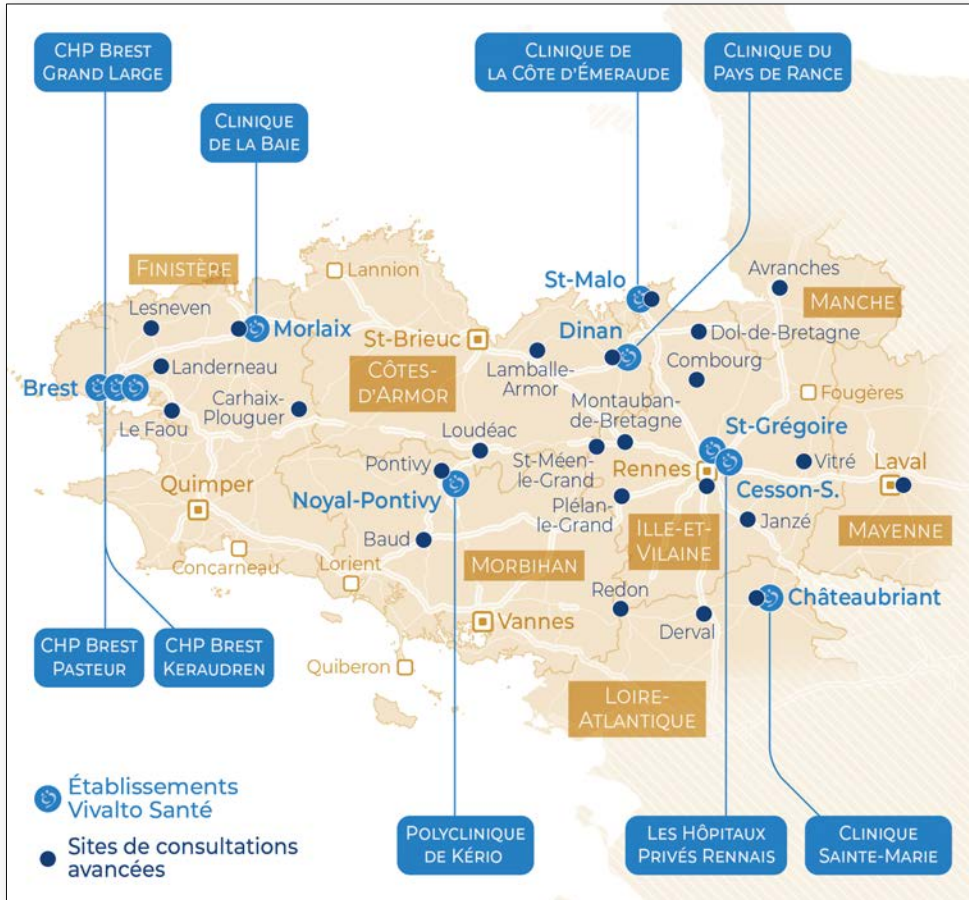 CHP BREST
GRAND LARGE
CLINIQUE
DE LA BAIE
CLINIQUE DE
LA CÔTE D'ÉMERAUDE
CLINIQUE DU
PAYS DE RANCE
FINISTÈRE
Lannion
Lesneven
Morlaix
St-Brieuc
St-Malo
Avranches
MANCHE
Dinan
Dol-de-Bretagne
Landerneau
CÔTES-
D'ARMOR
Lamballe-
Armor
Combourg
Brest
Carhaix-
Plouguer
Montauban-
de-Bretagne
Fougères
Le Faou
Loudéac
St-Grégoire
Pontivy
St-Méen-
le-Grand
Rennes
Vitré
Laval
Quimper
Noyal-Pontivy
Cesson-S.
Plélan-
le-Grand
ILLE-ET-
VILAINE
Janzé
MAYENNE
Baud
Concarneau
Lorient
MORBIHAN
Redon
Châteaubriant
Vannes
Derval
CHP BREST
PASTEUR
CHP BREST
KERAUDREN
Quiberon
LOIRE-
ATLANTIQUE
Établissements
Vivalto Santé
Sites de consultations
avancées
POLYCLINIQUE
DE KÉRIO
LES HÔPITAUX
PRIVÉS RENNAIS
CLINIQUE
SAINTE-MARIE